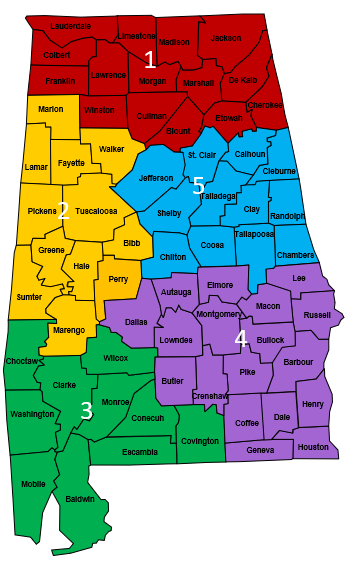 Lauderdale
Limestone
Madison
Jackson
Colbert
1
Franklin
Lawrence
Morgan
Marshall
De Kalb
Marion
Winston
Cullman
Etowah
Cherokee
Blount
Walker
Lamar
Fayette
St. Clair
Calhoun
Jefferson
Cleburne
5
Pickens
2
Tuscaloosa
Shelby
Talladega
Clay
Randolph
Bibb
Greene
Hale
Chilton
Coosa
Tallapoosa
Chambers
Sumter
Perry
Autauga
Elmore
Lee
Marengo
Dallas
Montgomery
Macon
Russell
Choctaw
Wilcox
Lowndes
4
Bullock
Clarke
Butler
Pike
Barbour
Washington
3
Monroe
Conecuh
Crenshaw
Coffee
Dale
Henry
Covington
Escambia
Geneva
Houston
Mobile
Baldwin